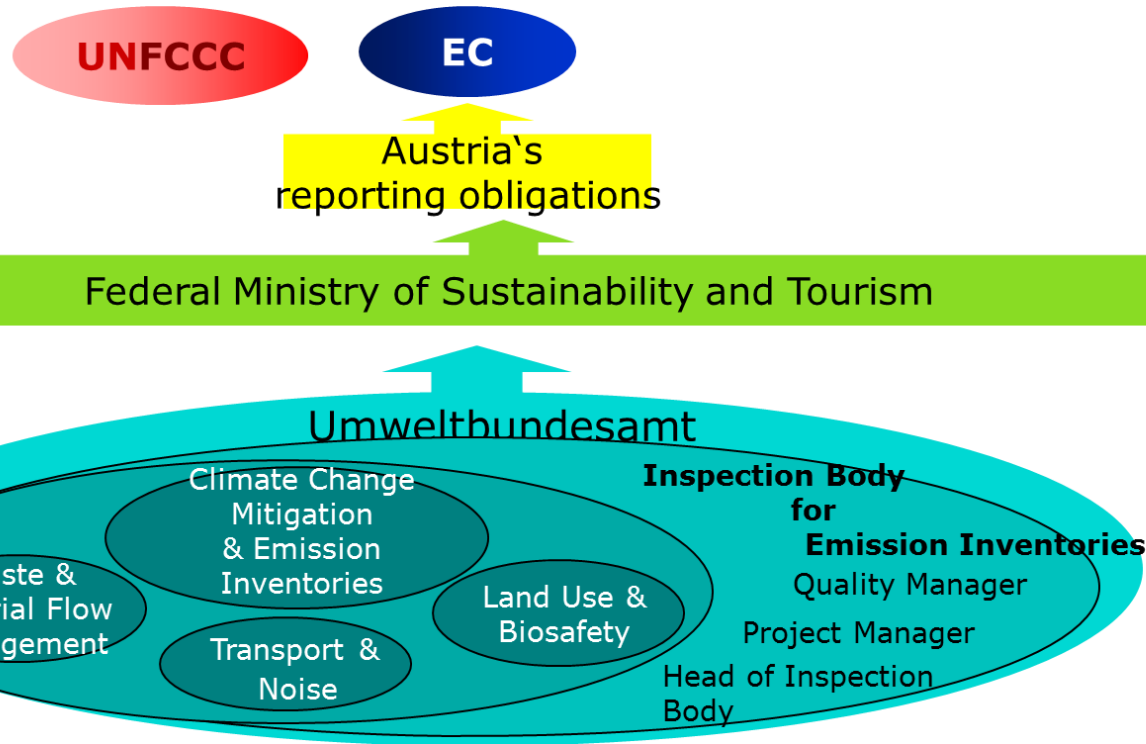 UNFCCC
EC
Austria‘s
reporting obligations
Federal Ministry of Sustainability and Tourism
Umweltbundesamt
Climate Change
Mitigation
& Emission
Inventories
Inspection Body
for
Emission Inventories
Quality Manager
Project Manager
Head of Inspection
Body
&
Flow
Land Use &
Biosafety
Transport &
Noise